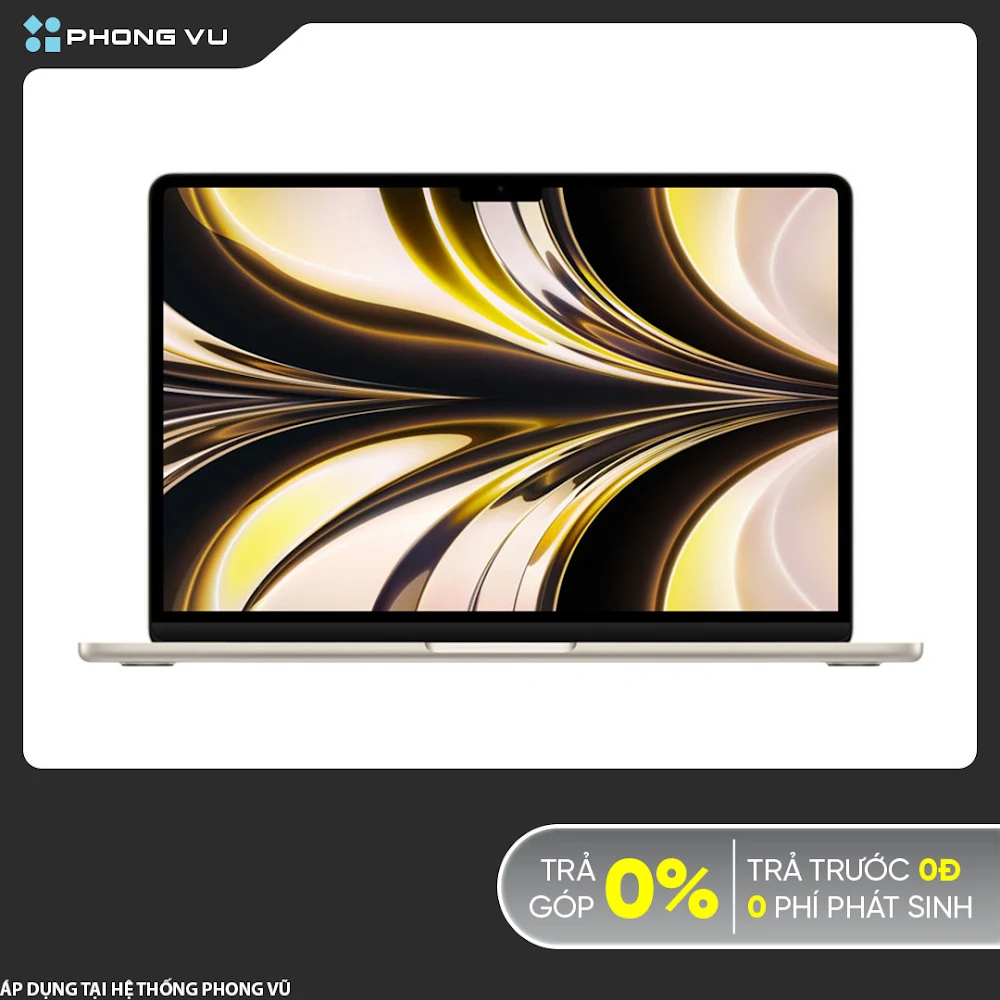 PHONG VU
TRẢ GÓP 0%
TRẢ TRƯỚC 0Đ
0 PHÍ PHÁT SINH
ÁP DỤNG TẠI HỆ THỐNG PHONG VŨ